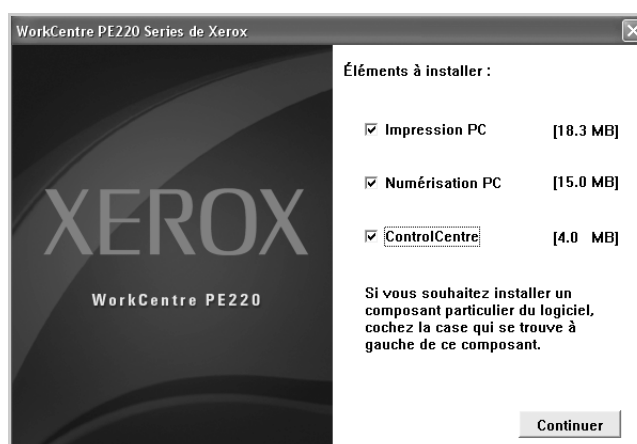 WorkCentre PE220 Series de Xerox
Éléments à installer :
Impression PC [18.3 MB]
Numérisation PC [15.0 MB]
ControlCentre [4.0 MB]
XEROX
WorkCentre PE220
Si vous souhaitez installer un
composant particulier du logiciel,
cochez la case qui se trouve à
gauche de ce composant.
Continuer